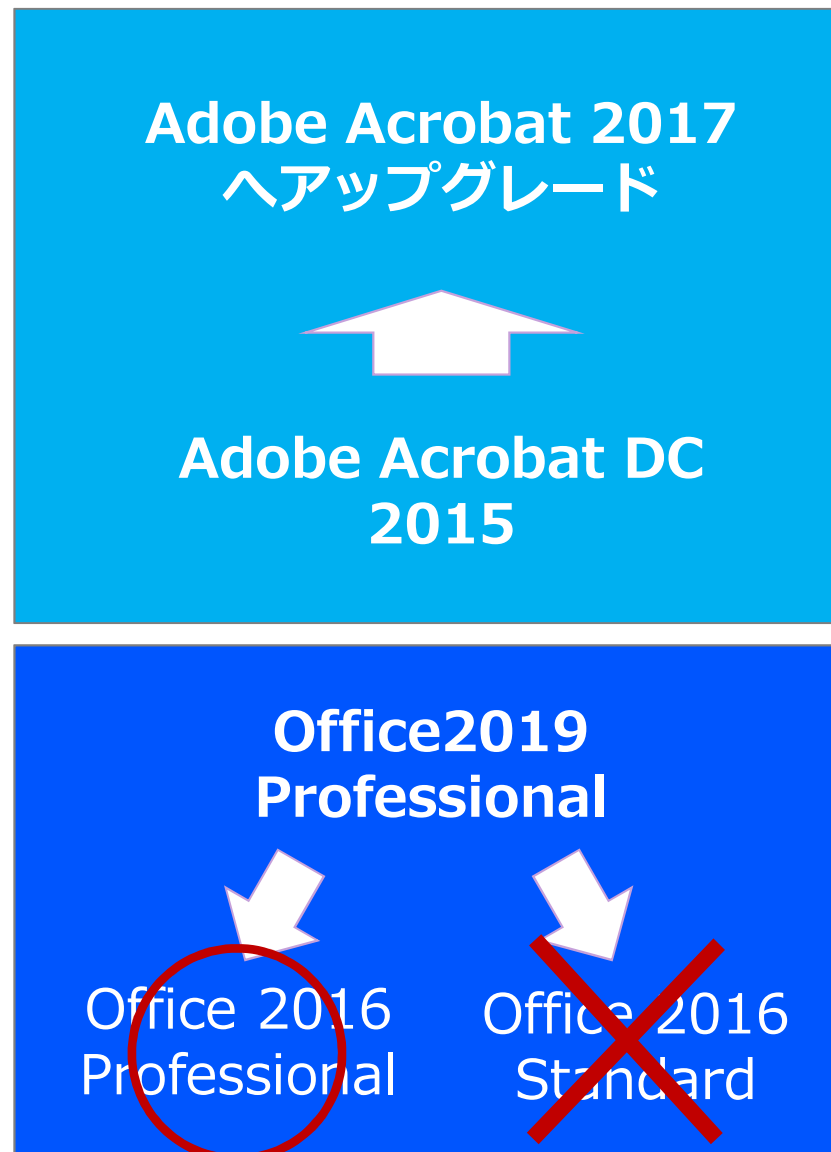 Adobe Acrobat 2017
へアップグレード
Adobe Acrobat DC
2015
Office2019
Professional
Office 2016
Professional
Office 2016
Standard